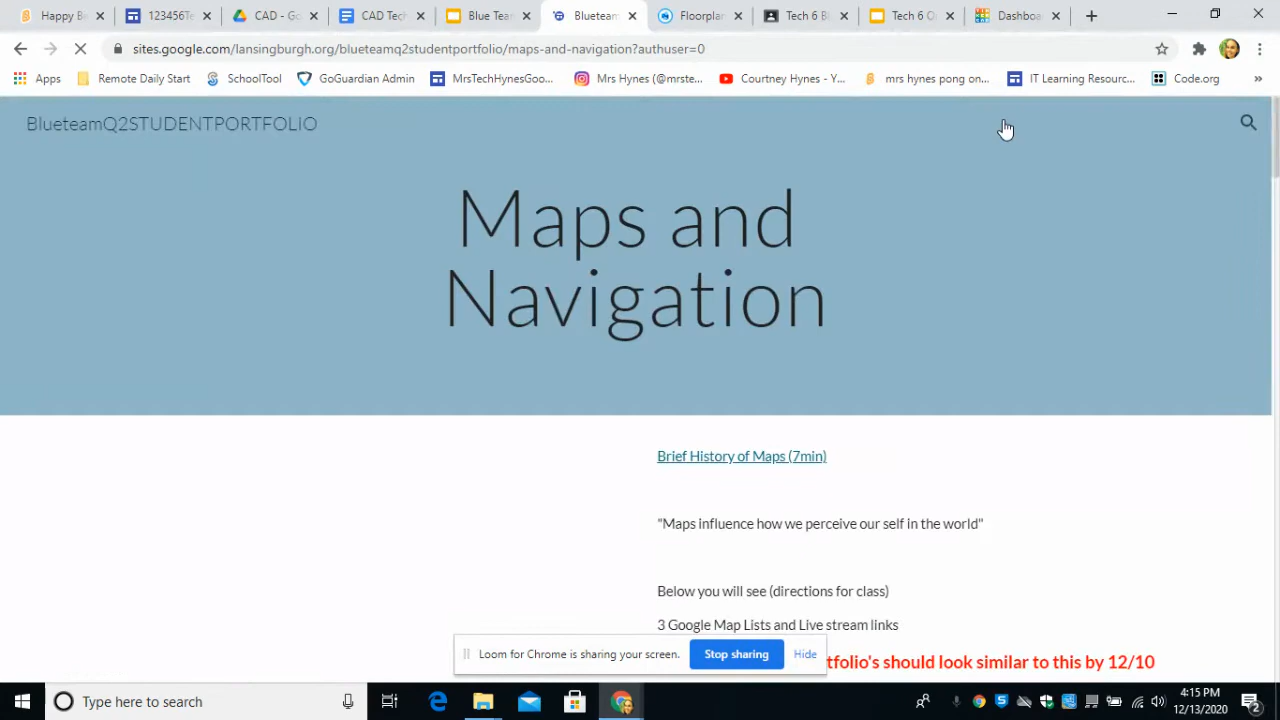 Happy B
123456T
CAD - Go
CAD Tech
Blue Team
Blueteam
Floorplan
Tech 6 B
Tech 6 O
Dashboa
sites.google.com/lansingburgh.org/blueteamq2studentportfolio/maps-and-navigation?authuser=0
Apps
Remote Daily Start
SchoolTool
GoGuardian Admin
MrsTechHynesGoo...
Mrs Hynes (@mrste...
Courtney Hynes - Y...
mrs hynes pong on...
IT Learning Resourc...
Code.org
»
BlueteamQ2STUDENTPORTFOLIO
Maps and
Navigation
Brief History of Maps (7min)
"Maps influence how we perceive our self in the world"
Below you will see (directions for class)
3 Google Map Lists and Live stream links
tfolio's should look similar to this by 12/10
Loom for Chrome is sharing your screen.
Stop sharing
Hide
Type here to search
4:15 PM
12/13/2020
2